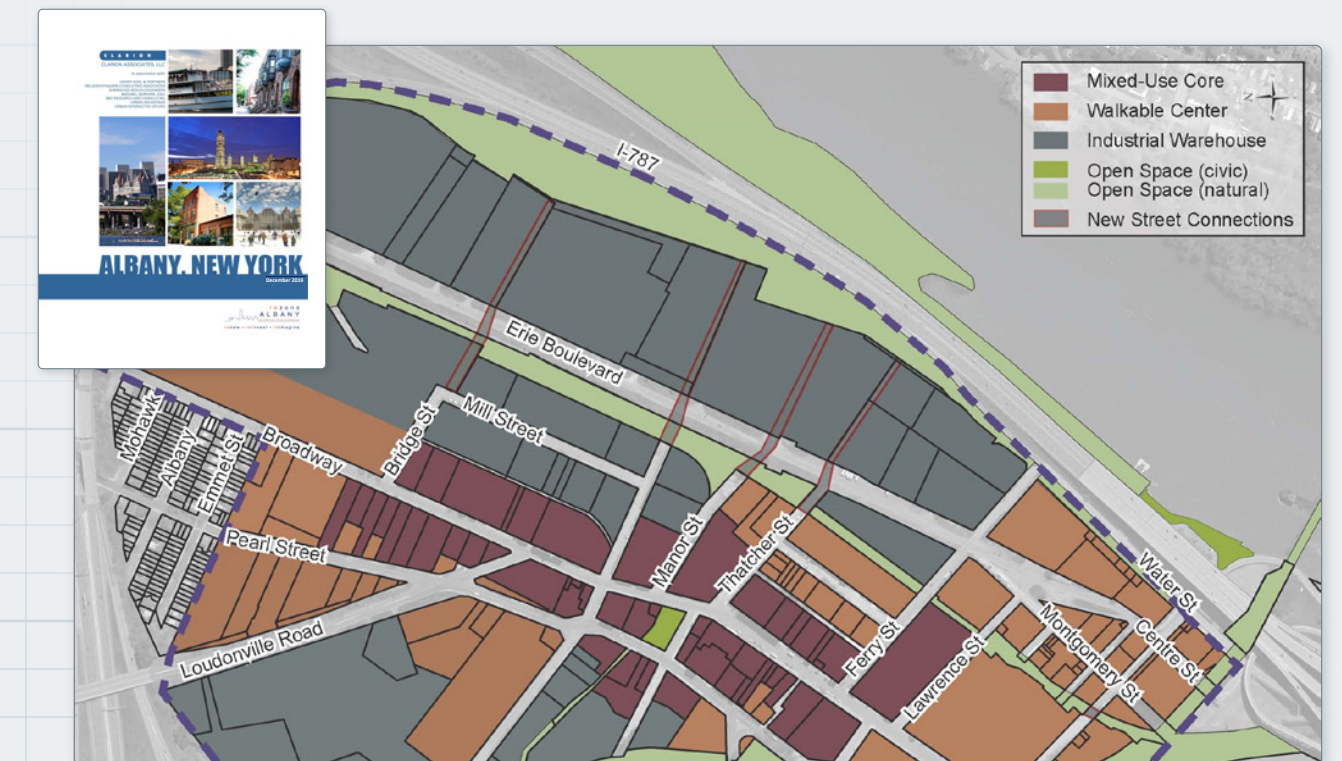 CLARION
CLARION ASSOCIATES, LLC
ALBANY, NEW YORK
December 2019
rezone
ALBANY
Mixed-Use Core
Walkable Center
Industrial Warehouse
Open Space (civic)
Open Space (natural)
New Street Connections
N
I-787
Erie Boulevard
Mill Street
Bridge St
Broadway
Mohawk
Albany
Emmet St
Pearl Street
Loudonville Road
Manor St
Thatcher St
Ferry St
Lawrence St
Montgomery St
Centre St
Water St